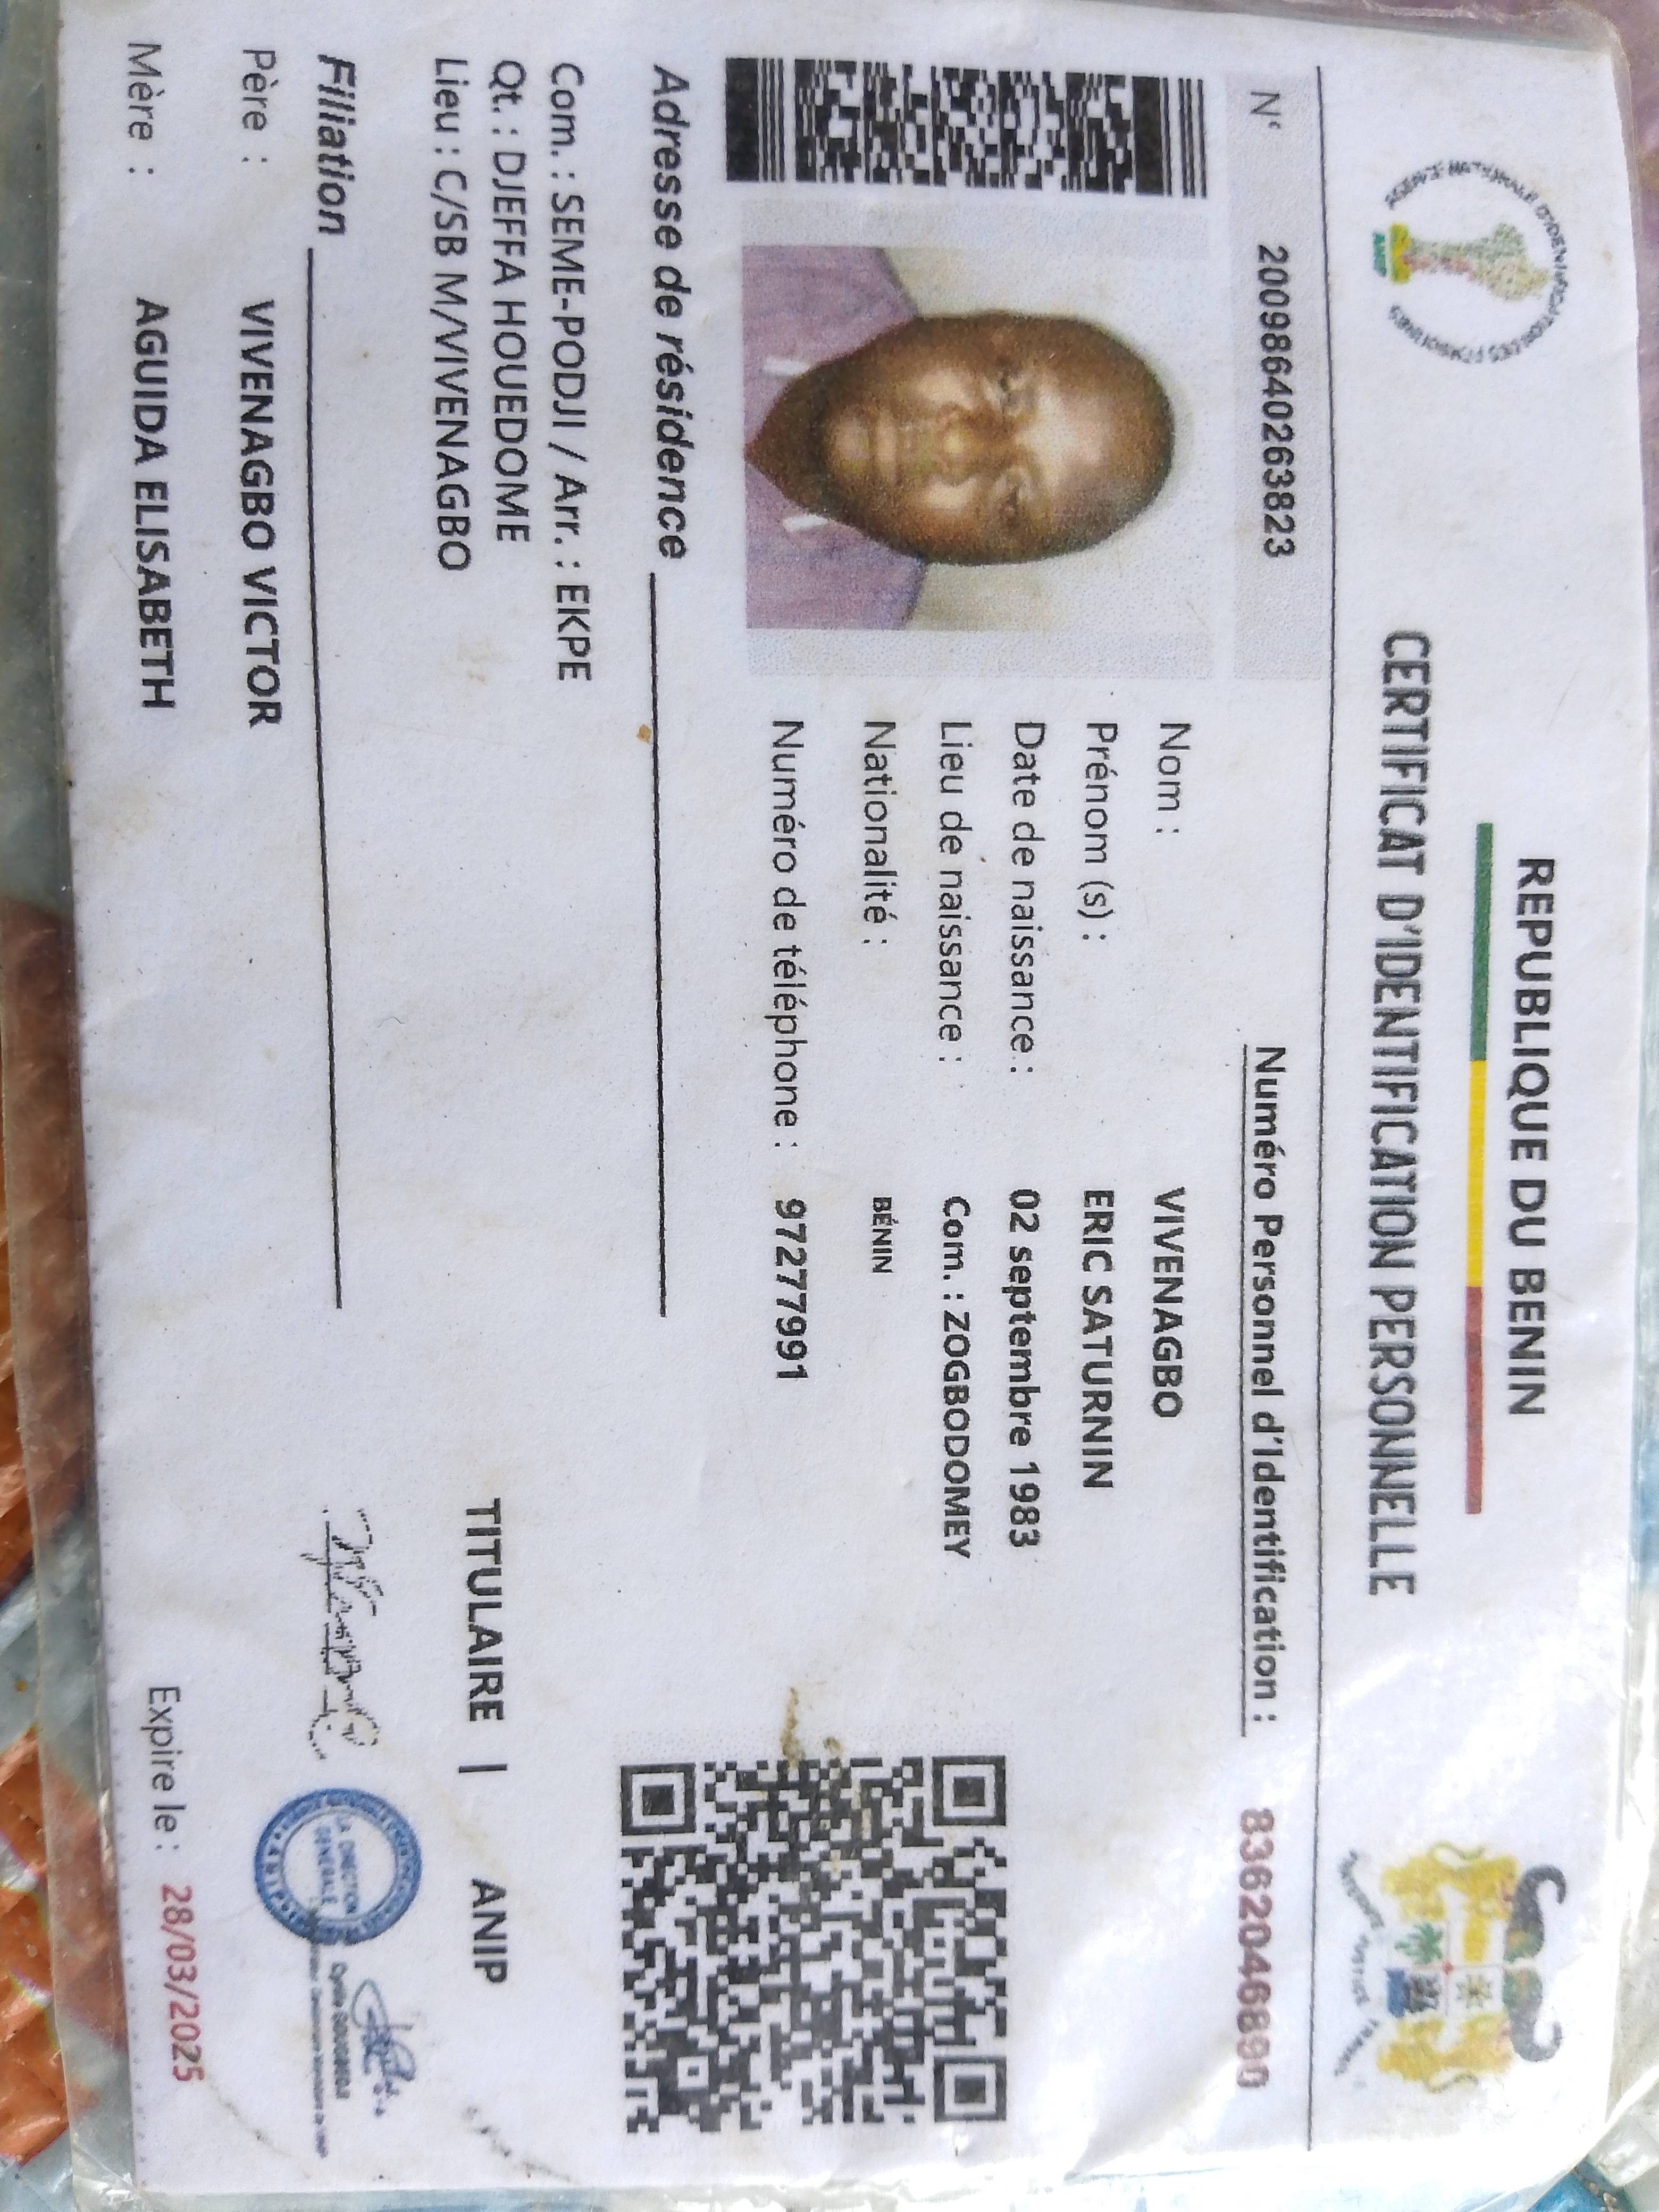 REPUBLIQUE DU BENIN
CERTIFICAT D'IDENTIFICATION PERSONNELLE
AGENCE NATIONALE D'IDENTIFICATION DES PERSONNES
ANIP
N° 20098640263823
Numéro Personnel d'Identification : 8362046890
Nom : VIVENAGBO
Prénom (s) : ERIC SATURNIN
Date de naissance : 02 septembre 1983
Lieu de naissance : Com. : ZOGBODOMEY
Nationalité : BÉNIN
Numéro de téléphone : 97277991
Adresse de résidence
Com. : SEME-PODJI / Arr. : EKPE
Qt. : DJEFFA HOUEDOME
Lieu : C/SB M/VIVENAGBO
TITULAIRE | ANIP
Filiation
Père : VIVENAGBO VICTOR
Mère : AGUIDA ELISABETH
LA DIRECTION
GENERALE
Expire le : 28/03/2025